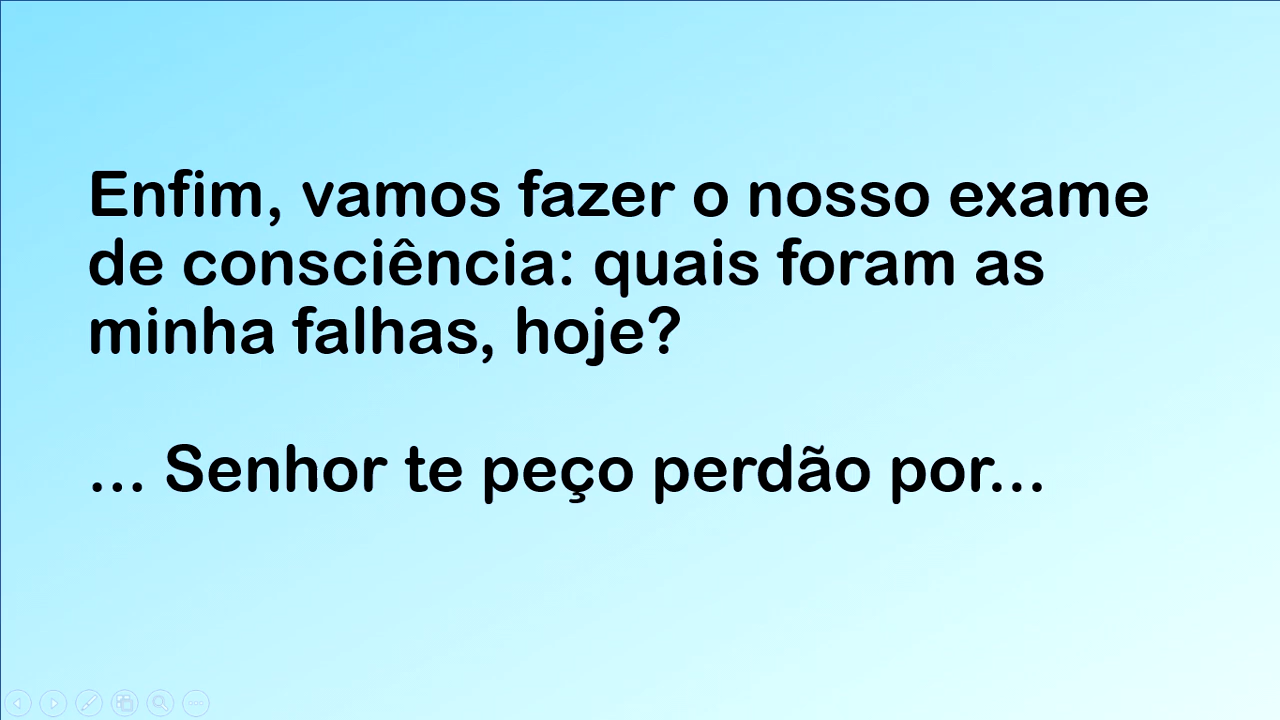 Enfim, vamos fazer o nosso exame
de consciência: quais foram as
minha falhas, hoje?
... Senhor te peço perdão por...